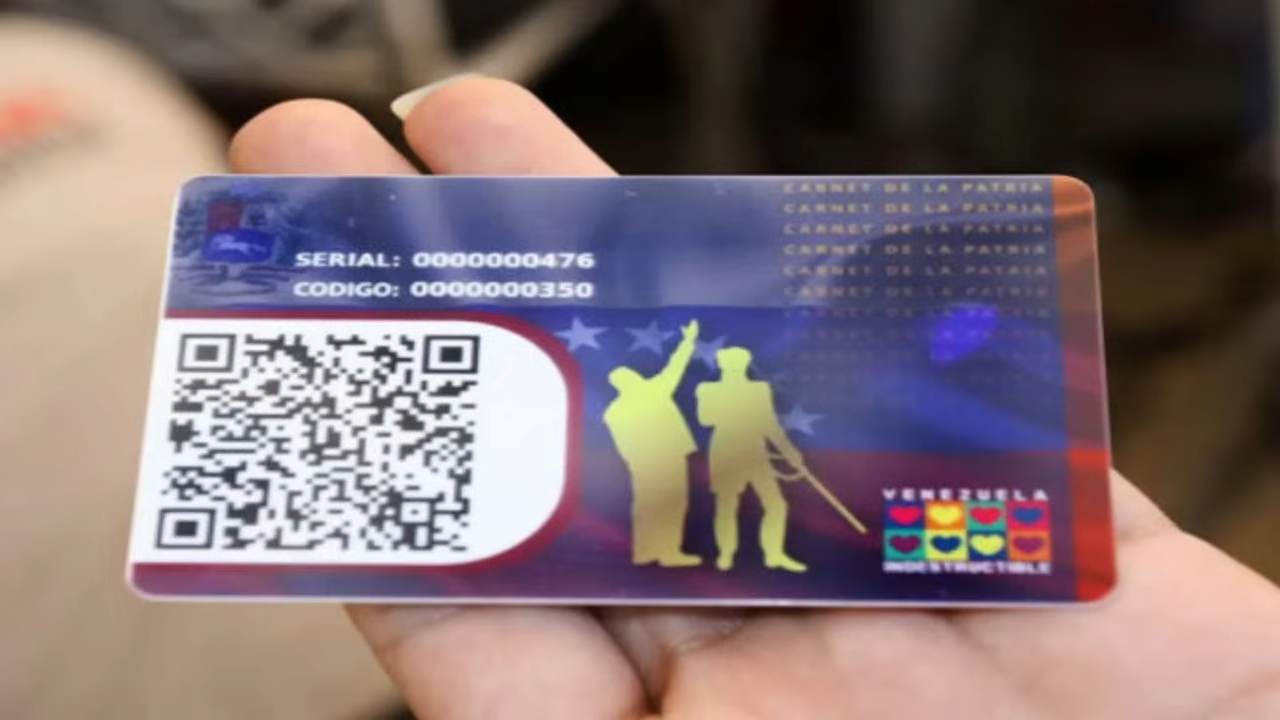 CARNET DE LA PATRIA
CARNET DE LA PATRIA
CARNET DE LA PATRIA
CARNET DE LA PATRIA
CARNET DE LA PATRIA
CARNET DE LA PATRIA
SERIAL: 0000000476
CODIGO: 0000000350
VENEZUELA
INDESTRUCTIBLE